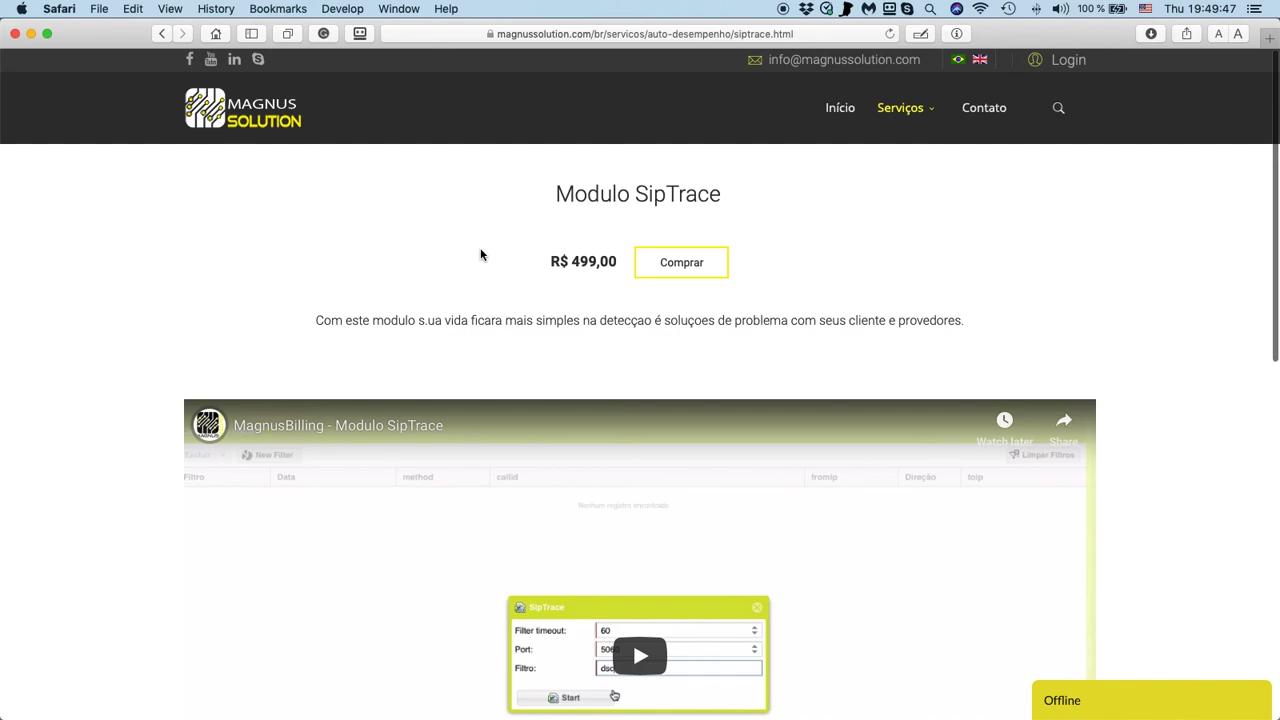 Safari File Edit View History Bookmarks Develop Window Help 100 % Thu 19:49:47
magnussolution.com/br/servicos/auto-desempenho/siptrace.html A A
info@magnussolution.com Login
MAGNUS
SOLUTION
Início Serviços Contato
Modulo SipTrace
R$ 499,00 Comprar
Com este modulo s.ua vida ficara mais simples na detecçao é soluçoes de problema com seus cliente e provedores.
MagnusBilling - Modulo SipTrace
Watch later Share
Excluir New Filter Limpar Filtros
Filtro Data method callid fromip Direção toip
Nenhum registro encontrado
SipTrace
Filter timeout: 60
Port: 5060
Filtro:
Start
Offline